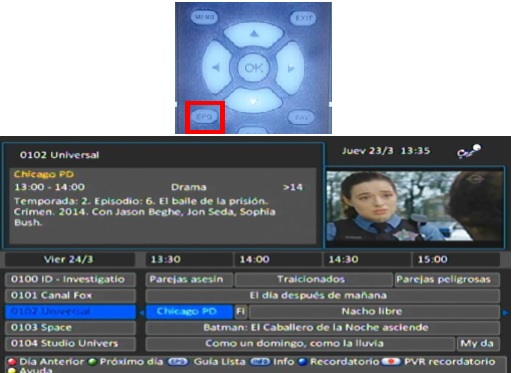 MENU
EXIT
OK
EPG
FAV
0102 Universal
Juev 23/3 13:35
Chicago PD
13:00 - 14:00 Drama >14
Temporada: 2. Episodio: 6. El baile de la prisión.
Crimen. 2014. Con Jason Beghe, Jon Seda, Sophia
Bush.
Vier 24/3 13:30 14:00 14:30 15:00
0100 ID - Investigatio Parejas asesin Traicionados Parejas peligrosas
0101 Canal Fox El día después de mañana
0102 Universal Chicago PD Fl Nacho libre
0103 Space Batman: El Caballero de la Noche asciende
0104 Studio Univers Como un domingo, como la lluvia My da
Día Anterior Próximo día EPG Guía Lista INFO Info Recordatorio PVR recordatorio
Ayuda